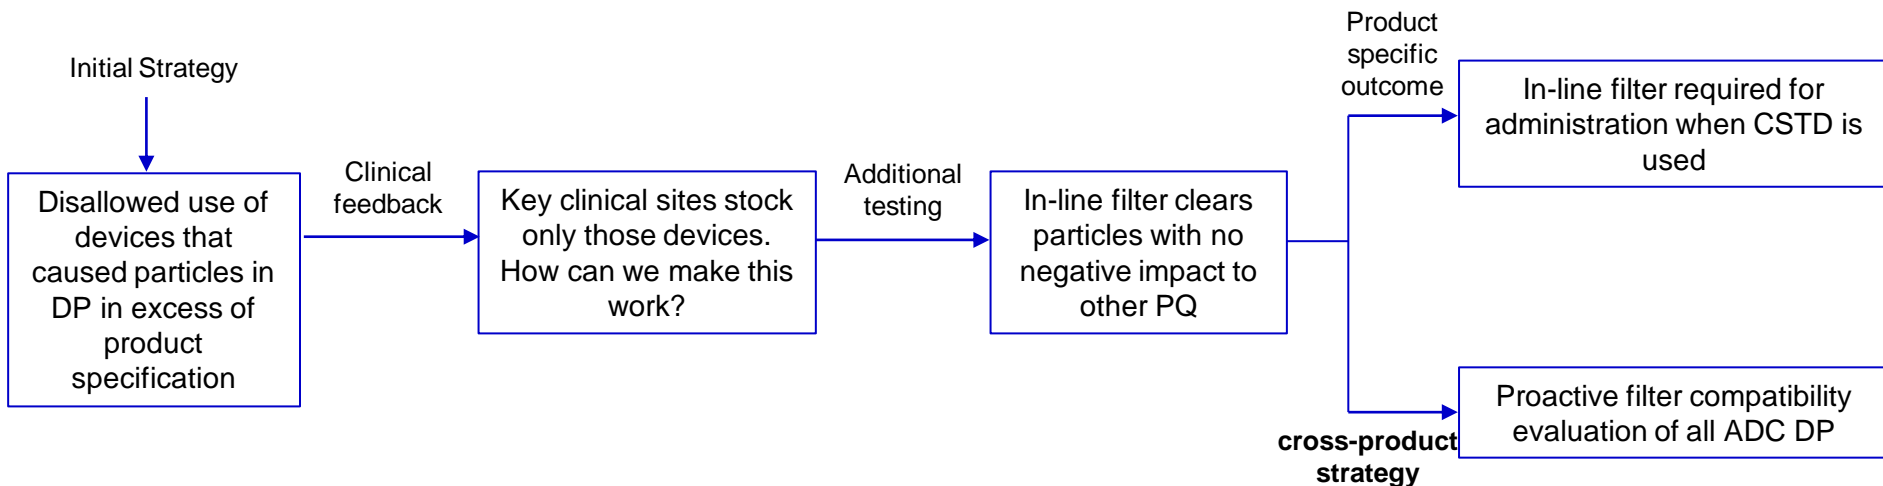 Initial Strategy
Disallowed use of
devices that
caused particles in
DP in excess of
product
specification
Clinical
feedback
Key clinical sites stock
only those devices.
How can we make this
work?
Additional
testing
In-line filter clears
particles with no
negative impact to
other PQ
Product
specific
outcome
In-line filter required for
administration when CSTD is
used
cross-product
strategy
Proactive filter compatibility
evaluation of all ADC DP